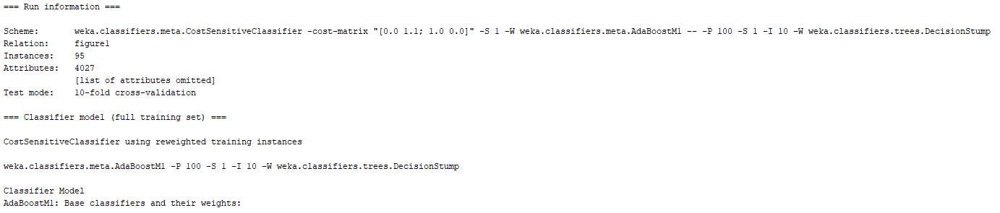 === Run information ===
Scheme: weka.classifiers.meta.CostSensitiveClassifier -cost-matrix "[0.0 1.1; 1.0 0.0]" -S 1 -W weka.classifiers.meta.AdaBoostM1 -- -P 100 -S 1 -I 10 -W weka.classifiers.trees.DecisionStump
Relation: figure1
Instances: 95
Attributes: 4027
[list of attributes omitted]
Test mode: 10-fold cross-validation
=== Classifier model (full training set) ===
CostSensitiveClassifier using reweighted training instances
weka.classifiers.meta.AdaBoostM1 -P 100 -S 1 -I 10 -W weka.classifiers.trees.DecisionStump
Classifier Model
AdaBoostM1: Base classifiers and their weights: